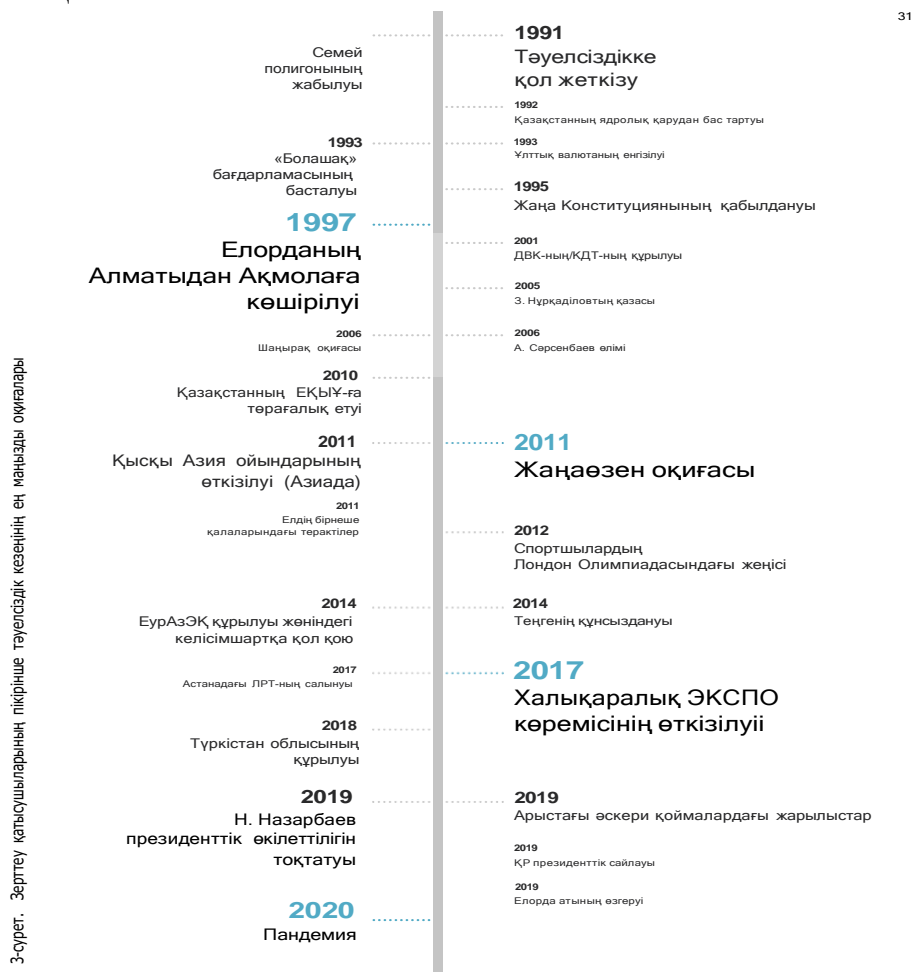 31
Семей
полигонының
жабылуы
1991
Тәуелсіздікке
қол жеткізу
1992
Қазақстанның ядролық қарудан бас тартуы
1993
«Болашақ»
бағдарламасының
басталуы
1993
Ұлттық валютаның енгізілуі
1995
Жаңа Конституциянының қабылдануы
1997
Елорданың
Алматыдан Ақмолаға
көшірілуі
2001
ДВК-ның/КДТ-ның құрылуы
2005
З. Нұрқаділовтың қазасы
2006
Шаңырақ оқиғасы
2006
А. Сәрсенбаев өлімі
2010
Қазақстанның ЕҚЫҰ-ға
төрағалық етуі
2011
Қысқы Азия ойындарының
өткізілуі (Азиада)
2011
Жаңаөзен оқиғасы
2011
Елдің бірнеше
қалаларындағы терактілер
2012
Спортшылардың
Лондон Олимпиадасындағы жеңісі
2014
ЕурАзЭҚ құрылуы жөніндегі
келісімшартқа қол қою
2014
Теңгенің құнсыздануы
2017
Астанадағы ЛРТ-ның салынуы
2017
Халықаралық ЭКСПО
көремісінің өткізілуіі
2018
Түркістан облысының
құрылуы
2019
Н. Назарбаев
президенттік өкілеттілігін
тоқтатуы
2019
Арыстағы әскери қоймалардағы жарылыстар
2019
ҚР президенттік сайлауы
2019
Елорда атының өзгеруі
2020
Пандемия
3-сурет. Зерттеу қатысушыларының пікірінше тәуелсіздік кезеңінің ең маңызды оқиғалары